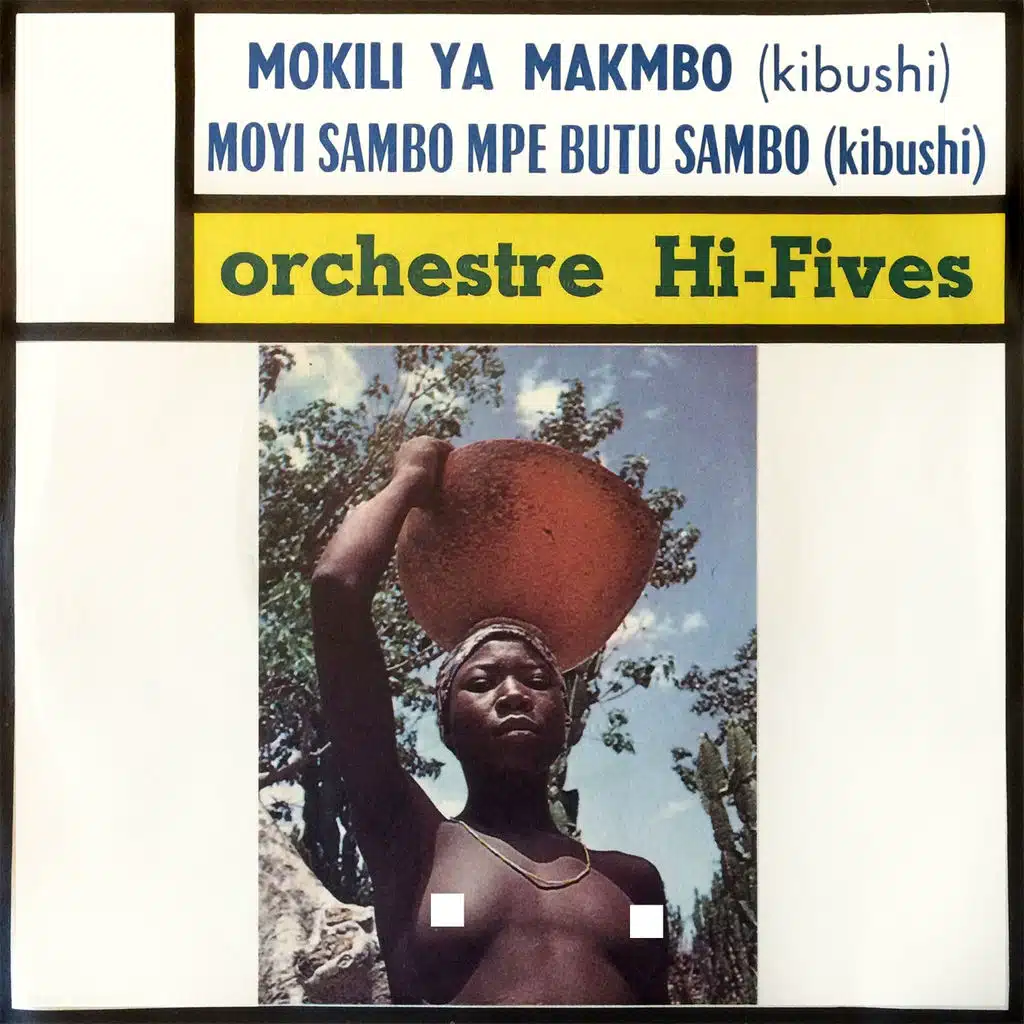 MOKILI YA MAKMBO (kibushi)
MOYI SAMBO MPE BUTU SAMBO (kibushi)
orchestre Hi-Fives